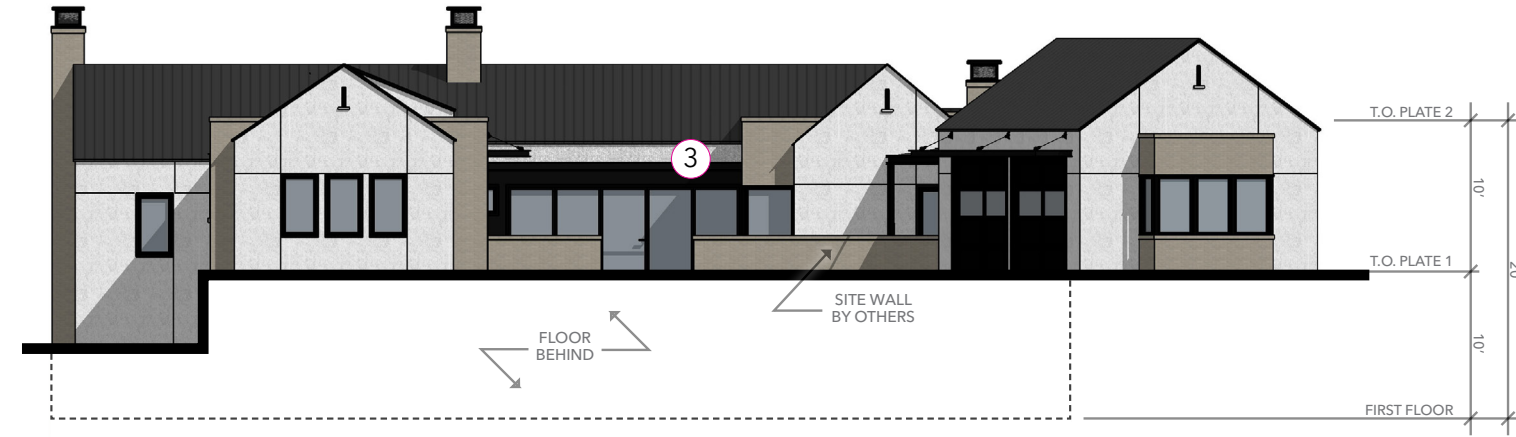 3
T.O. PLATE 2
10'
T.O. PLATE 1
SITE WALL
BY OTHERS
FLOOR
BEHIND
10'
FIRST FLOOR